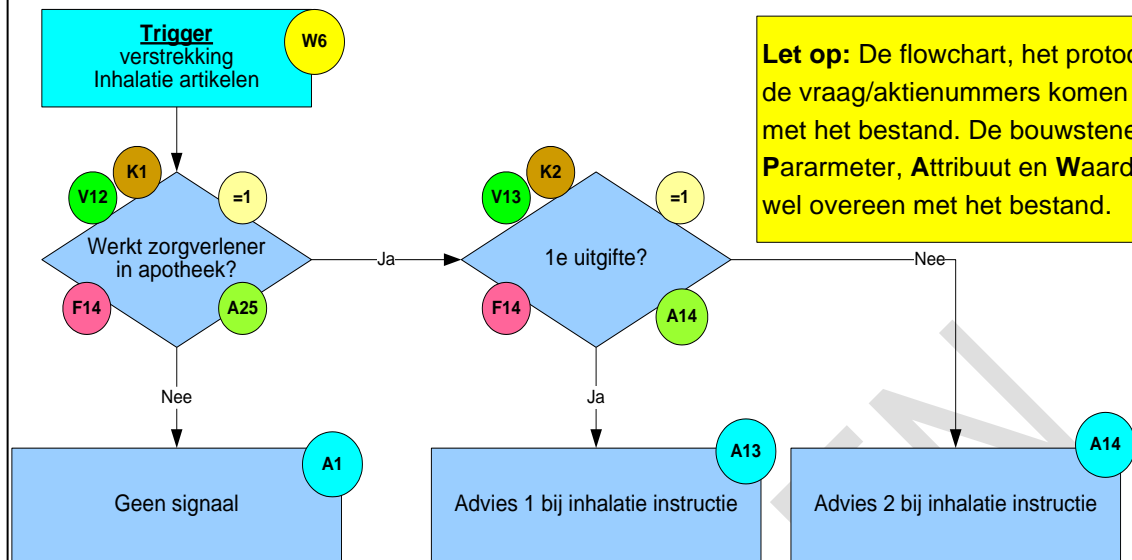 Trigger
verstrekking
Inhalatie artikelen
W6
Let op: De flowchart, het
de vraag/aktienummers komen
met het bestand. De
Pararmeter, Attribuut en
wel overeen met het bestand.
K1
V12
=1
Werkt zorgverlener
in apotheek?
F14
A25
Ja
K2
V13
=1
1e uitgifte?
F14
A14
Nee
Nee
Ja
A1
Geen signaal
A13
Advies 1 bij inhalatie instructie
A14
Advies 2 bij inhalatie instructie